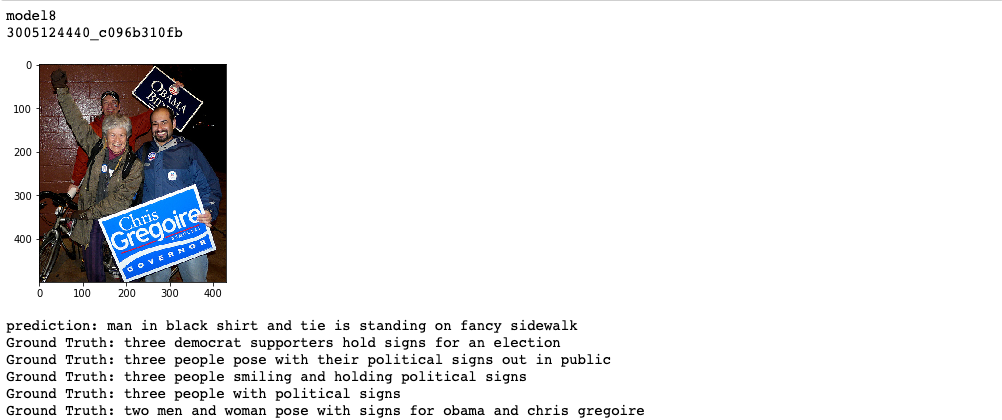 model8
3005124440_c096b310fb
0
100
200
300
400
0 100 200 300 400
OBAMA
Chris
Gregoire
GOVERNOR
prediction: man in black shirt and tie is standing on fancy sidewalk
Ground Truth: three democrat supporters hold signs for an election
Ground Truth: three people pose with their political signs out in public
Ground Truth: three people smiling and holding political signs
Ground Truth: three people with political signs
Ground Truth: two men and woman pose with signs for obama and chris gregoire